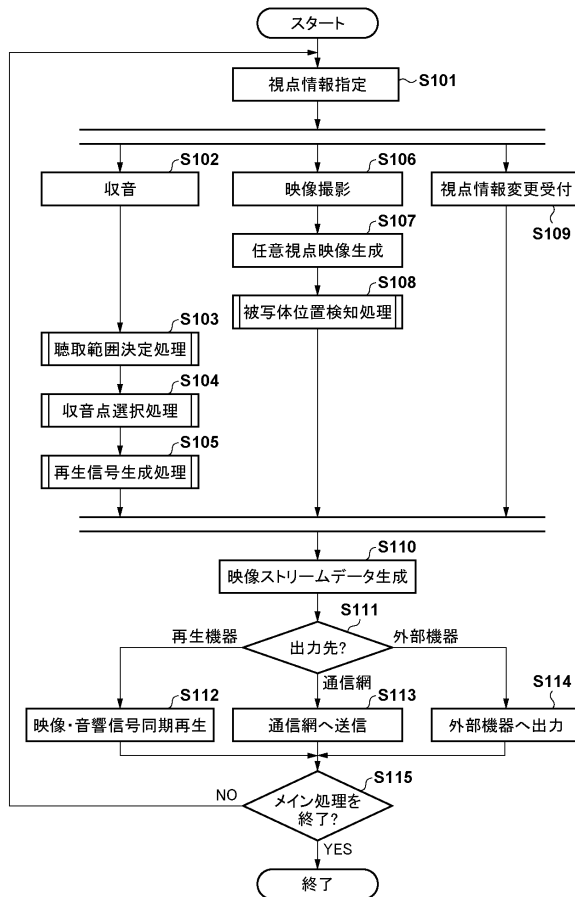 スタート
視点情報指定
S101
S102
収音
S106
映像撮影
視点情報変更受付
S109
S107
任意視点映像生成
S108
被写体位置検知処理
S103
聴取範囲決定処理
S104
収音点選択処理
S105
再生信号生成処理
S110
映像ストリームデータ生成
S111
出力先?
再生機器
外部機器
通信網
S112
映像・音響信号同期再生
S113
通信網へ送信
S114
外部機器へ出力
S115
メイン処理を
終了?
NO
YES
終了